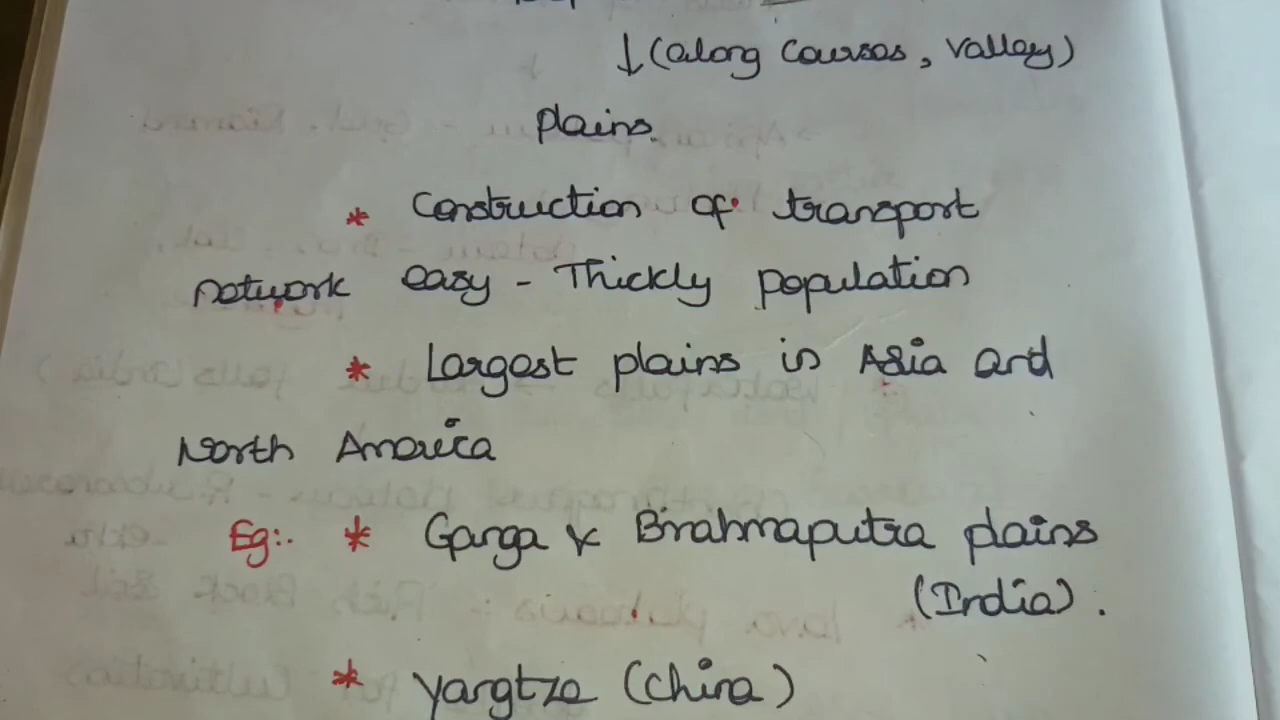 ↓ (along courses, valley)
plains.
* Construction of transport
network easy - Thickly population
* Largest plains in Asia and
North America
Eg:. * Ganga & Brahmaputra plains
(India).
* Yangtze (China)